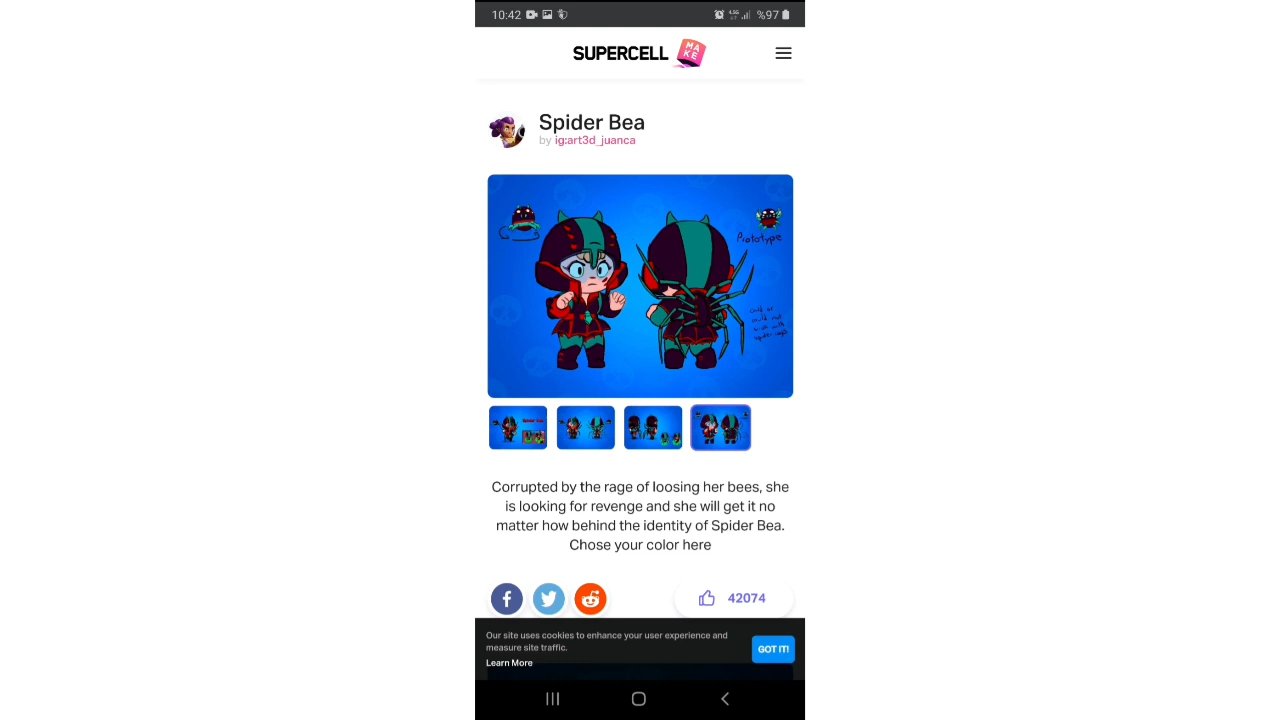 10:42
4.5G
%97
SUPERCELL
MAKE
Spider Bea
by ig:art3d_juanca
Prototype
Corrupted by the rage of loosing her bees, she
is looking for revenge and she will get it no
matter how behind the identity of Spider Bea.
Chose your color here
42074
Our site uses cookies to enhance your user experience and
measure site traffic.
GOT IT!
Learn More